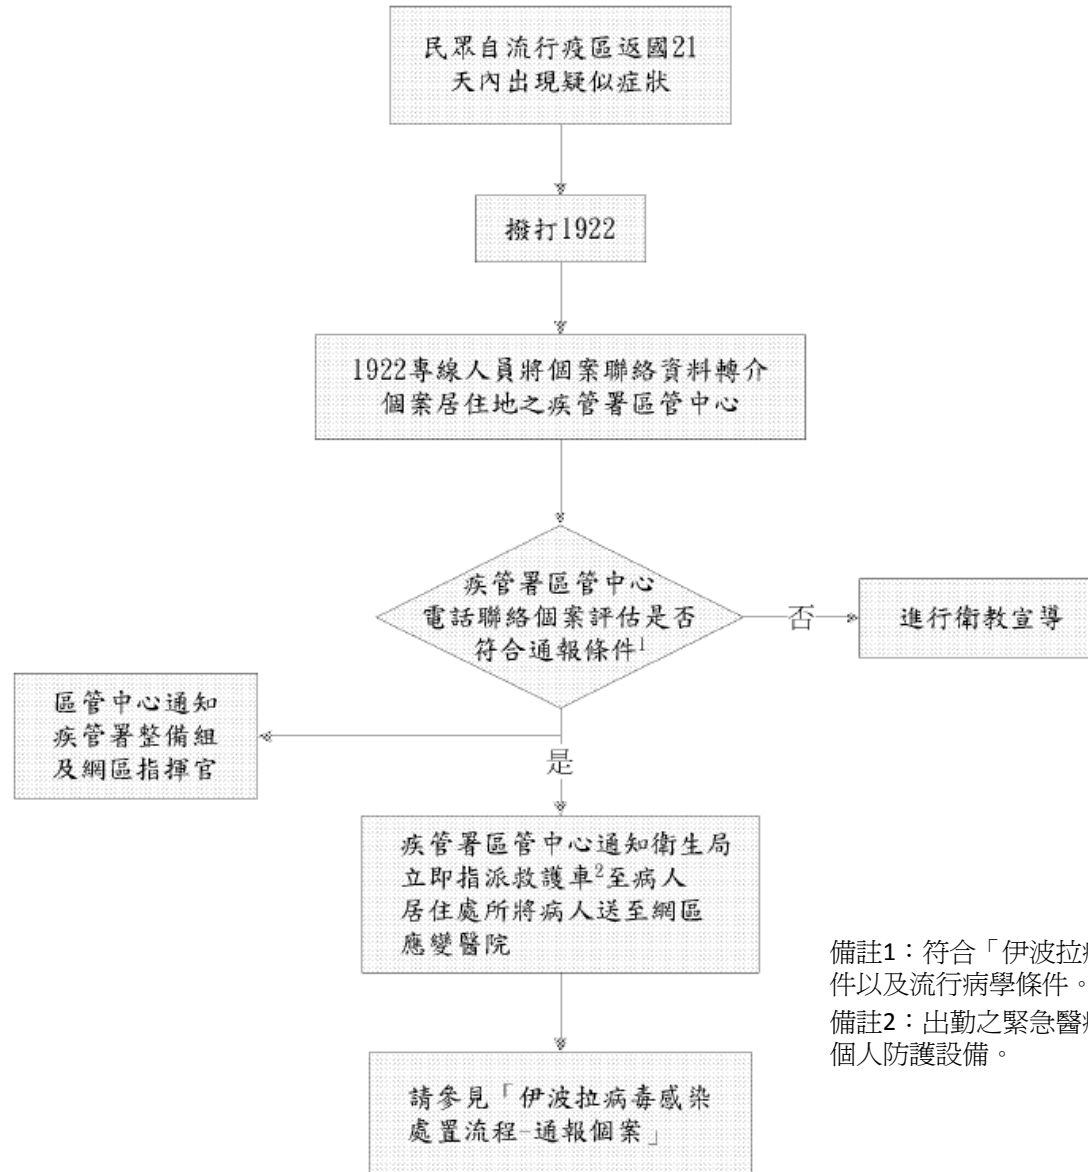 民眾自流行疫區返國21
天內出現疑似症狀
撥打1922
1922專線人員將個案聯絡資料轉介
個案居住地之疾管署區管中心
疾管署區管中心
電話聯絡個案評估是否
符合通報條件1
否
進行衛教宣導
區管中心通知
疾管署整備組
及網區指揮官
是
疾管署區管中心通知衛生局
立即指派救護車2至病人
居住處所將病人送至網區
應變醫院
備註1：符合「伊波拉病
件以及流行病學條件。
備註2：出勤之緊急醫療
個人防護設備。
請參見「伊波拉病毒感染
處置流程-通報個案」